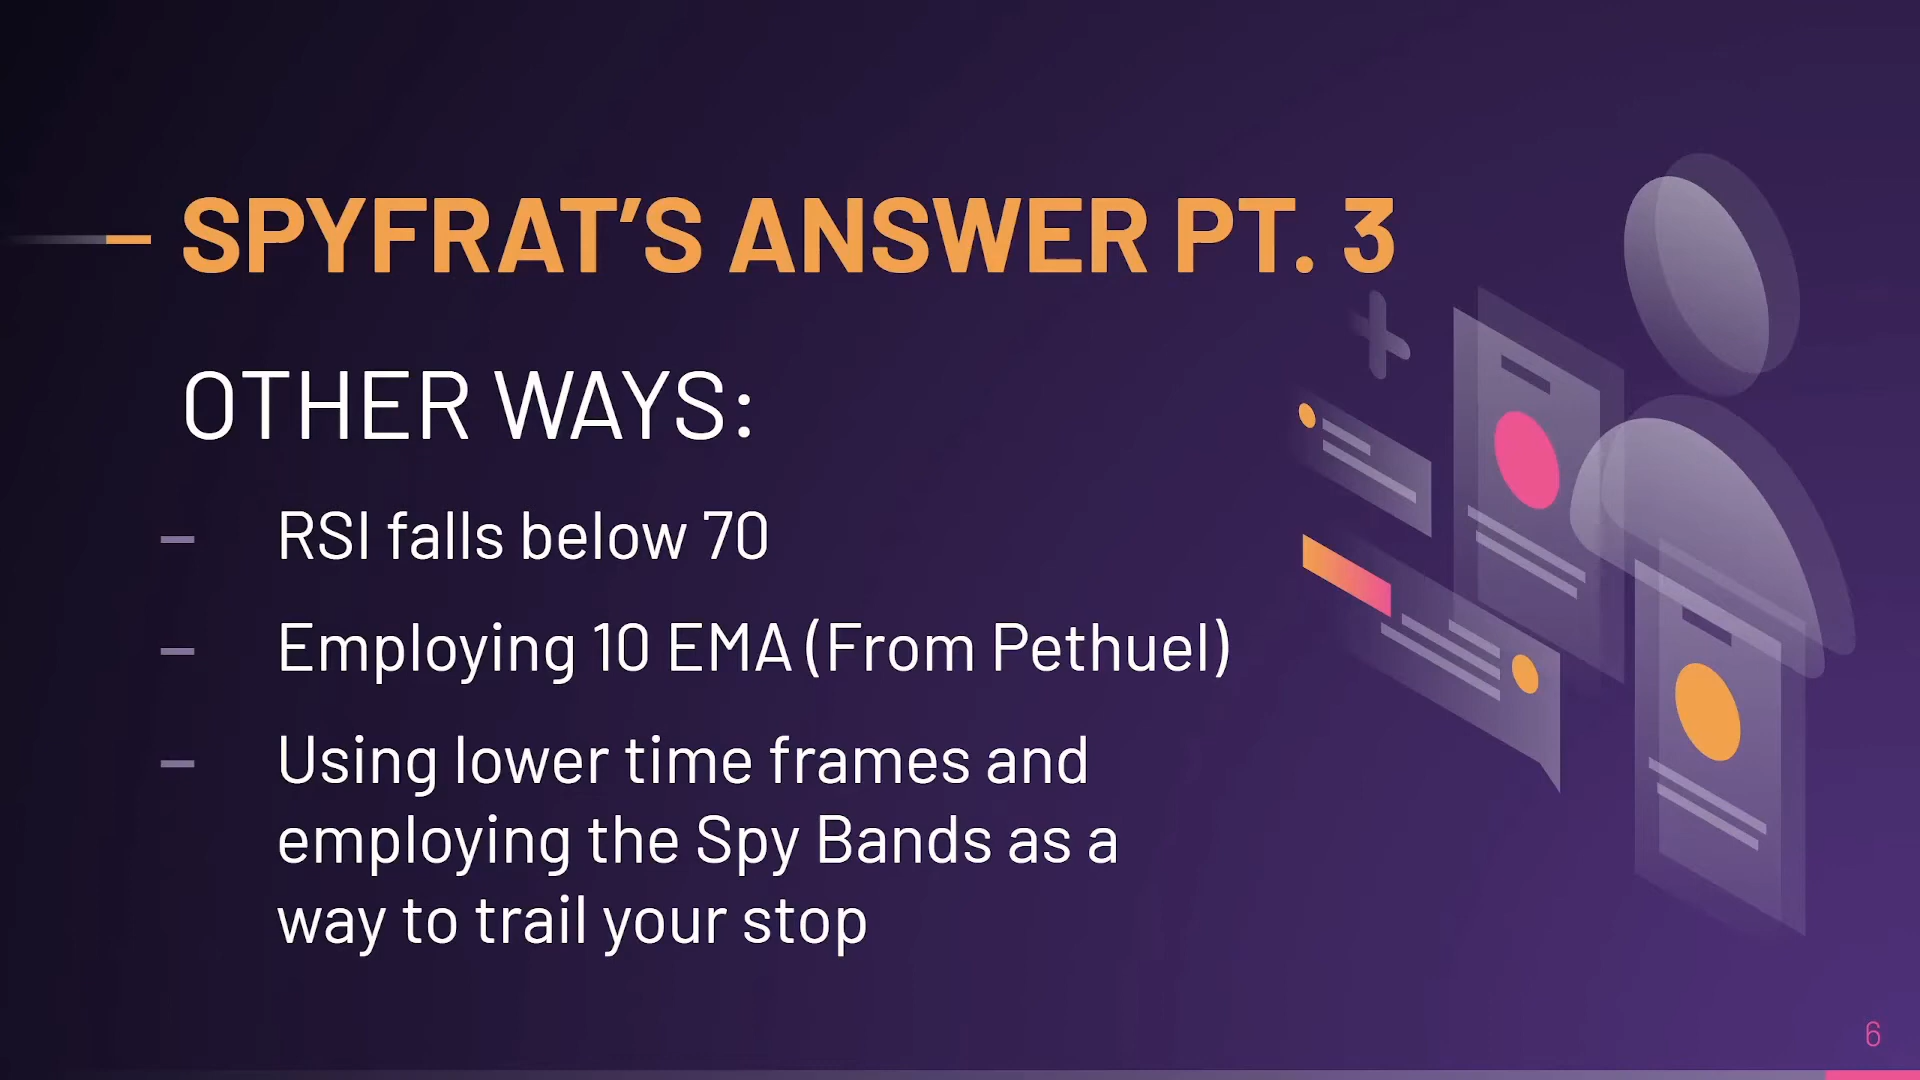 SPYFRAT’S ANSWER PT. 3
OTHER WAYS:
– RSI falls below 70
– Employing 10 EMA (From Pethuel)
– Using lower time frames and
employing the Spy Bands as a
way to trail your stop
6